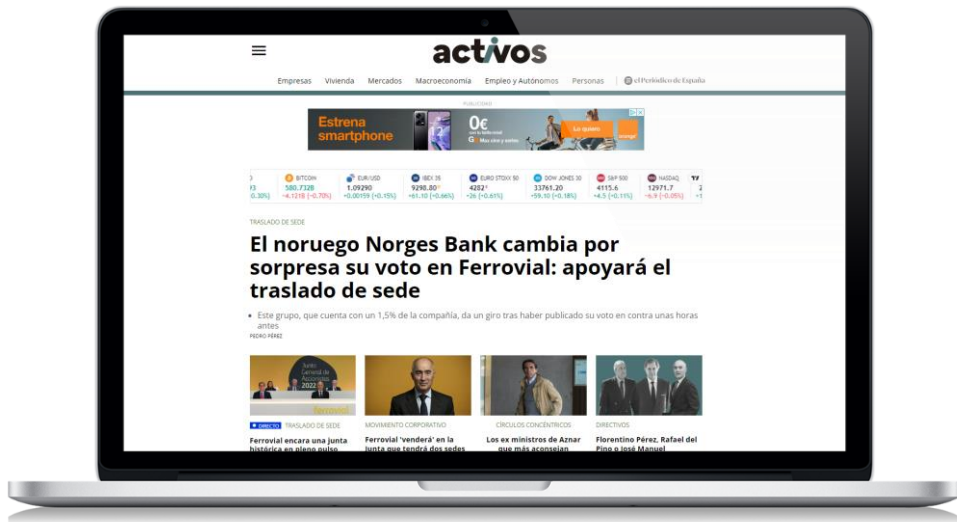 activos
Empresas Vivienda Mercados Macroeconomía Empleo y Autónomos Personas el Periódico de España
PUBLICIDAD
Estrena
smartphone
12
0€
Max cine y series
Lo quiero
orange
BITCOIN EUR/USD IBEX 35 EURO STOXX 50 DOW JONES 30 S&P 500 NASDAQ
580.7328 1.09290 9298.80 4282 33761.20 4115.6 12971.7
-4.1218 (-0.70%) +0.00159 (+0.15%) +61.10 (+0.66%) +26 (+0.61%) +59.10 (+0.18%) +4.5 (+0.11%) -6.9 (-0.05%)
TRASLADO DE SEDE
El noruego Norges Bank cambia por
sorpresa su voto en Ferrovial: apoyará el
traslado de sede
• Este grupo, que cuenta con un 1,5% de la compañía, da un giro tras haber publicado su voto en contra unas horas
antes
PEDRO PÉREZ
Junta
General de
Accionistas
2022
ferrovial
• DIRECTO TRASLADO DE SEDE
Ferrovial encara una junta
histórica en pleno pulso
MOVIMIENTO CORPORATIVO
Ferrovial 'venderá' en la
junta que tendrá dos sedes
CÍRCULOS CONCÉNTRICOS
Los ex ministros de Aznar
que más aconsejan
DIRECTIVOS
Florentino Pérez, Rafael del
Pino o José Manuel